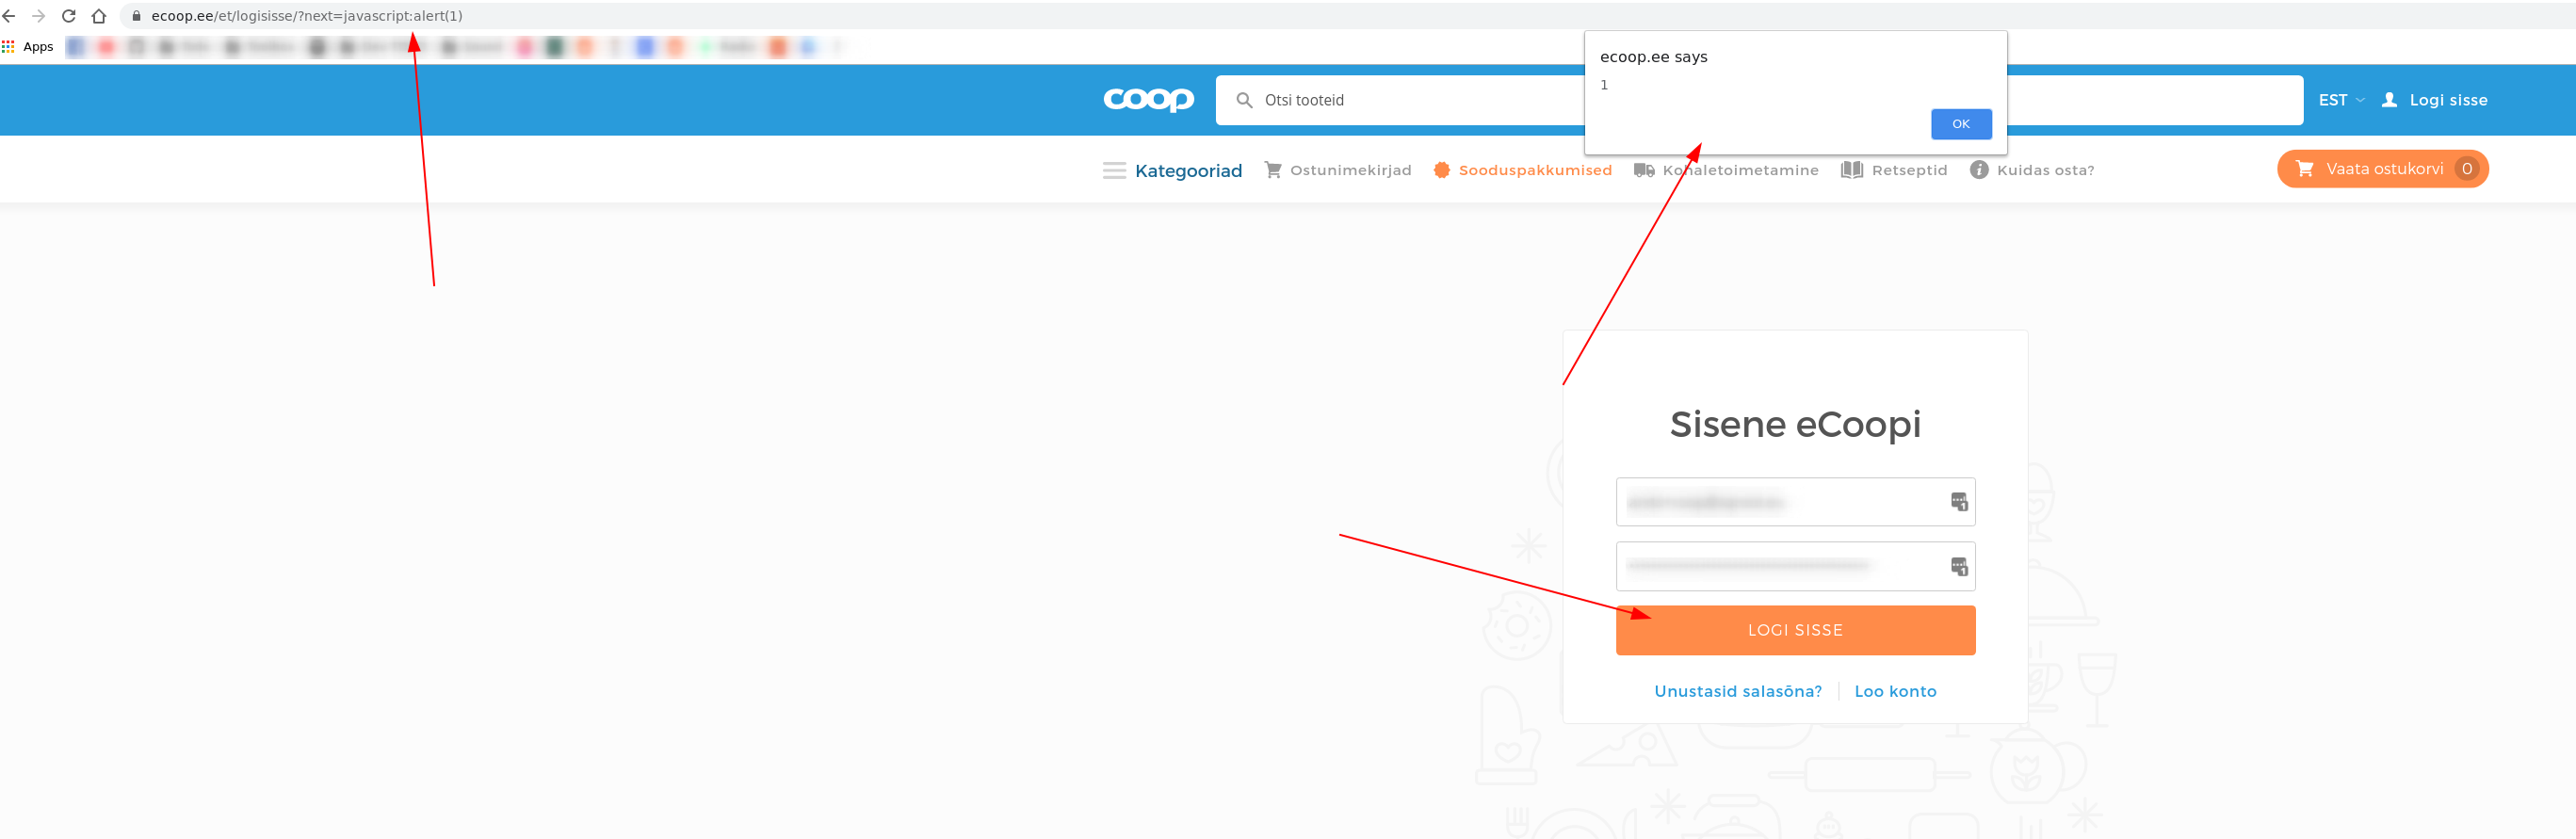 ecoop.ee/et/logisisse/?next=javascript:alert(1)
Apps
ecoop.ee says
1
OK
coop
Otsi tooteid
EST
Logi sisse
Kategooriad
Ostunimekirjad
Sooduspakkumised
Kohaletoimetamine
Retseptid
Kuidas osta?
Vaata ostukorvi 0
Sisene eCoopi
LOGI SISSE
Unustasid salasõna?
Loo konto